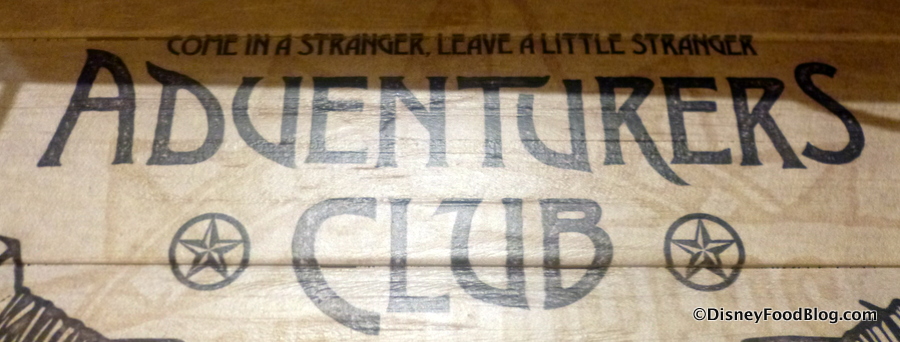 COME IN A STRANGER, LEAVE A LITTLE STRANGER
ADVENTURERS
CLUB
©DisneyFoodBlog.com